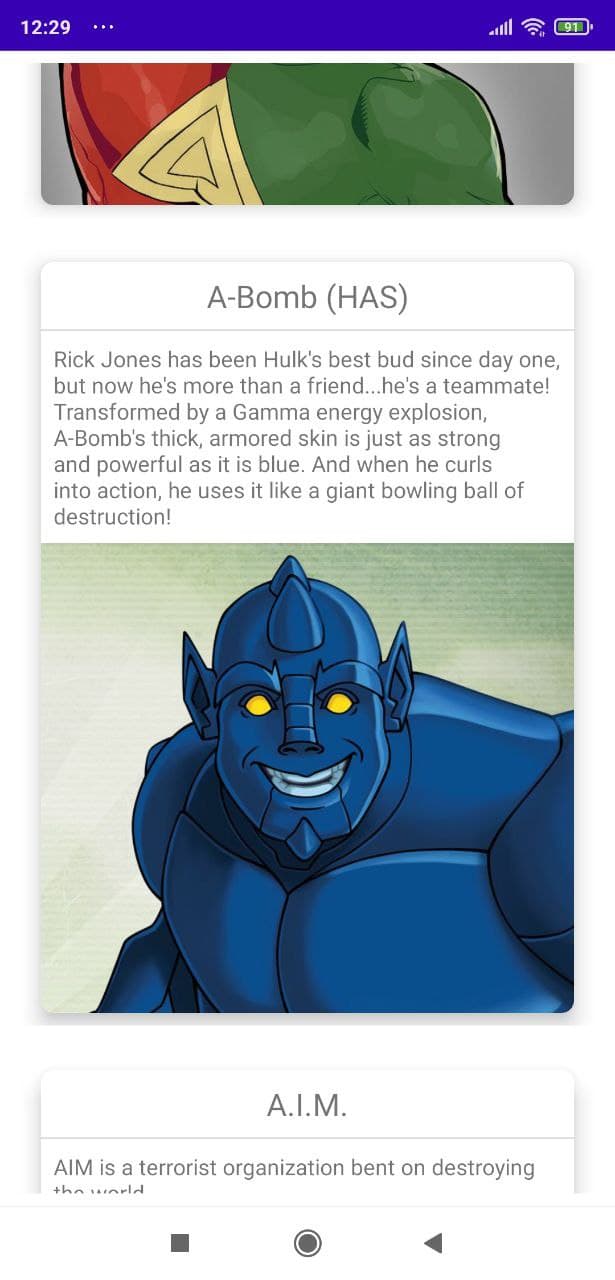 12:29 ...
91
A-Bomb (HAS)
Rick Jones has been Hulk's best bud since day one,
but now he's more than a friend...he's a teammate!
Transformed by a Gamma energy explosion,
A-Bomb's thick, armored skin is just as strong
and powerful as it is blue. And when he curls
into action, he uses it like a giant bowling ball of
destruction!
A.I.M.
AIM is a terrorist organization bent on destroying
the world